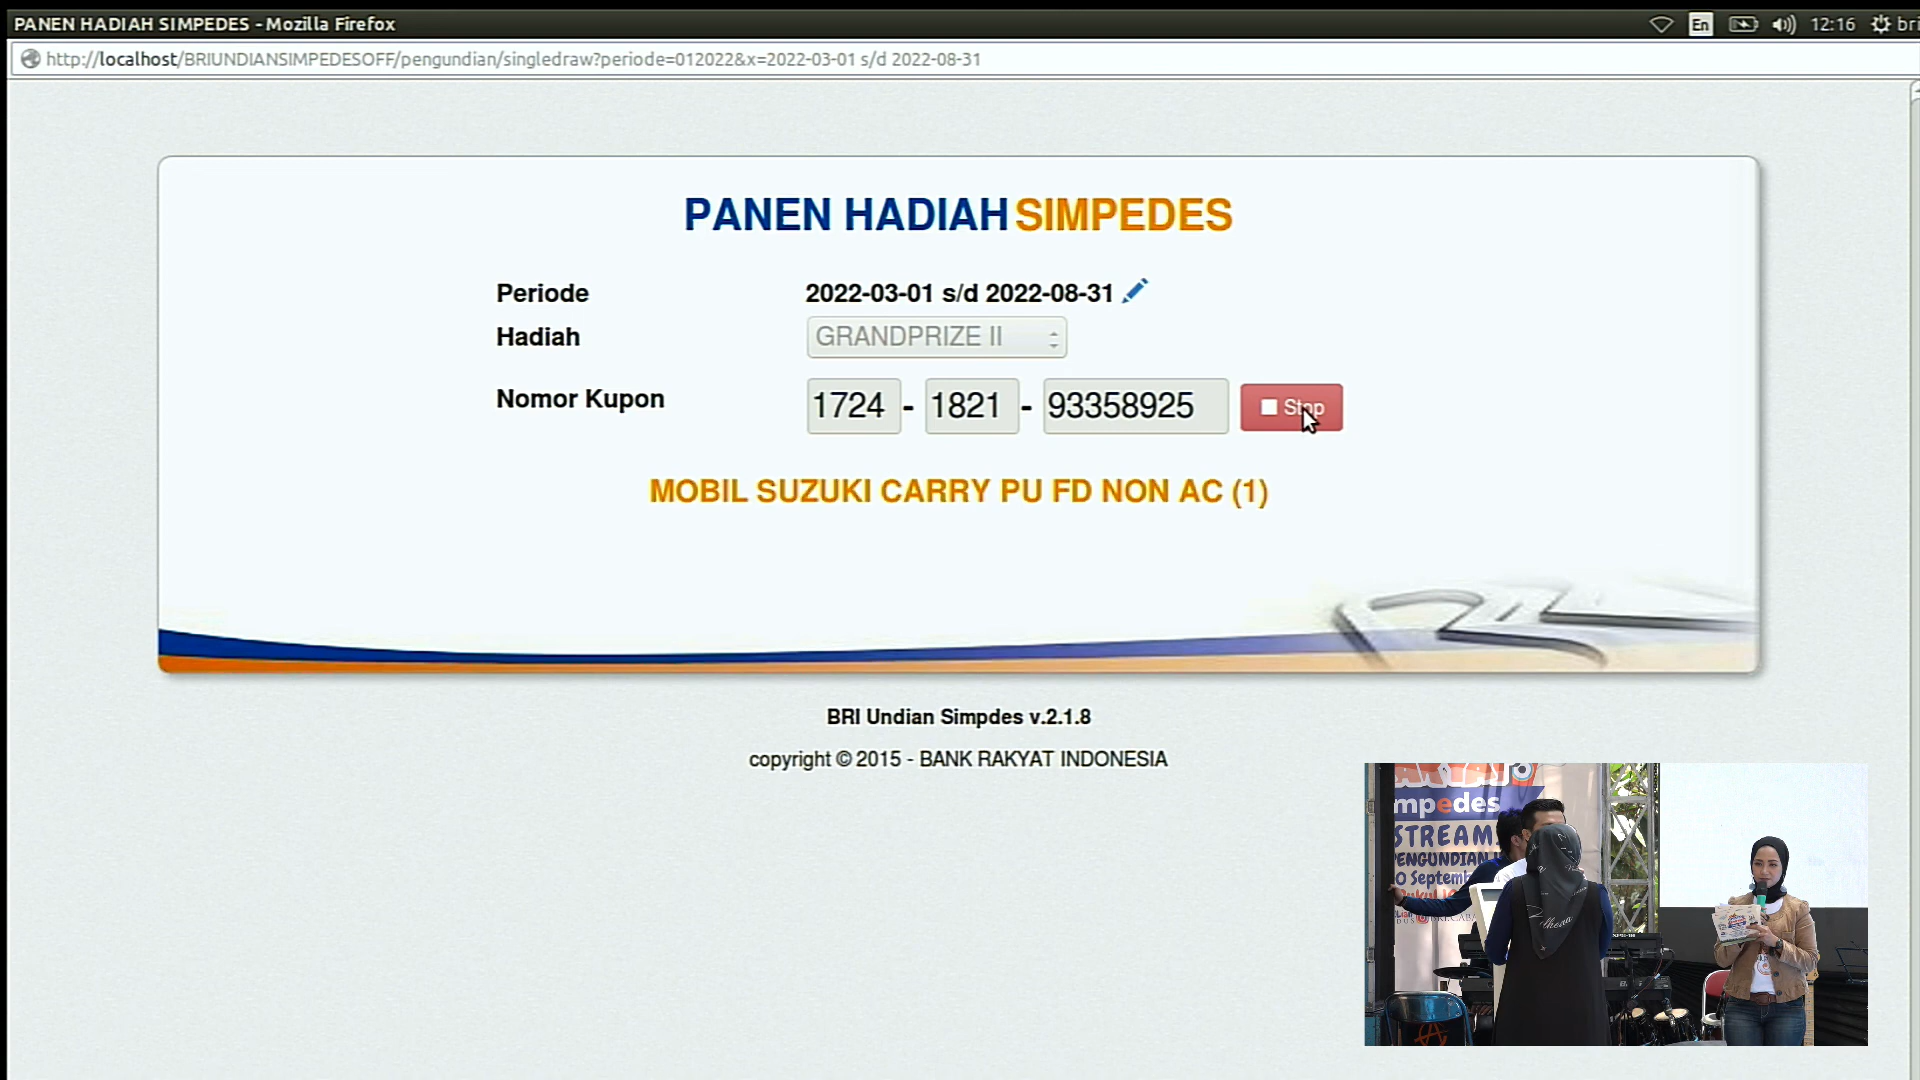 PANEN HADIAH SIMPEDES - Mozilla Firefox
En
12:16
bri
http://localhost/BRIUNDIANSIMPEDESOFF/pengundian/singledraw?periode=012022&x=2022-03-01 s/d 2022-08-31
PANEN HADIAH SIMPEDES
Periode 2022-03-01 s/d 2022-08-31
Hadiah GRANDPRIZE II
Nomor Kupon 1724 - 1821 - 93358925 Stop
MOBIL SUZUKI CARRY PU FD NON AC (1)
BRI Undian Simpdes v.2.1.8
copyright © 2015 - BANK RAKYAT INDONESIA
mpedes
STREAM
ENGUNDIAN
0 Septemb